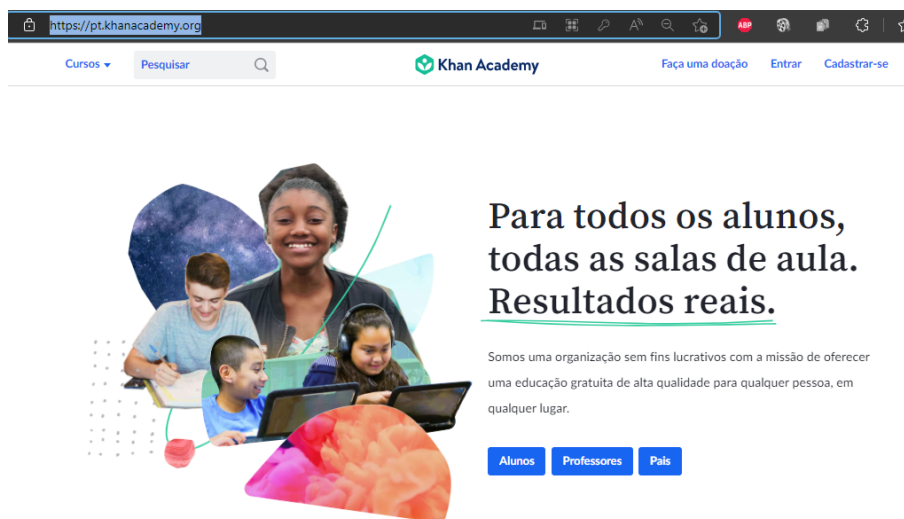 https://pt.khanacademy.org
ABP
Cursos
Pesquisar
Khan Academy
Faça uma doação
Entrar
Cadastrar-se
Para todos os alunos,
todas as salas de aula.
Resultados reais.
Somos uma organização sem fins lucrativos com a missão de oferecer
uma educação gratuita de alta qualidade para qualquer pessoa, em
qualquer lugar.
Alunos
Professores
Pais